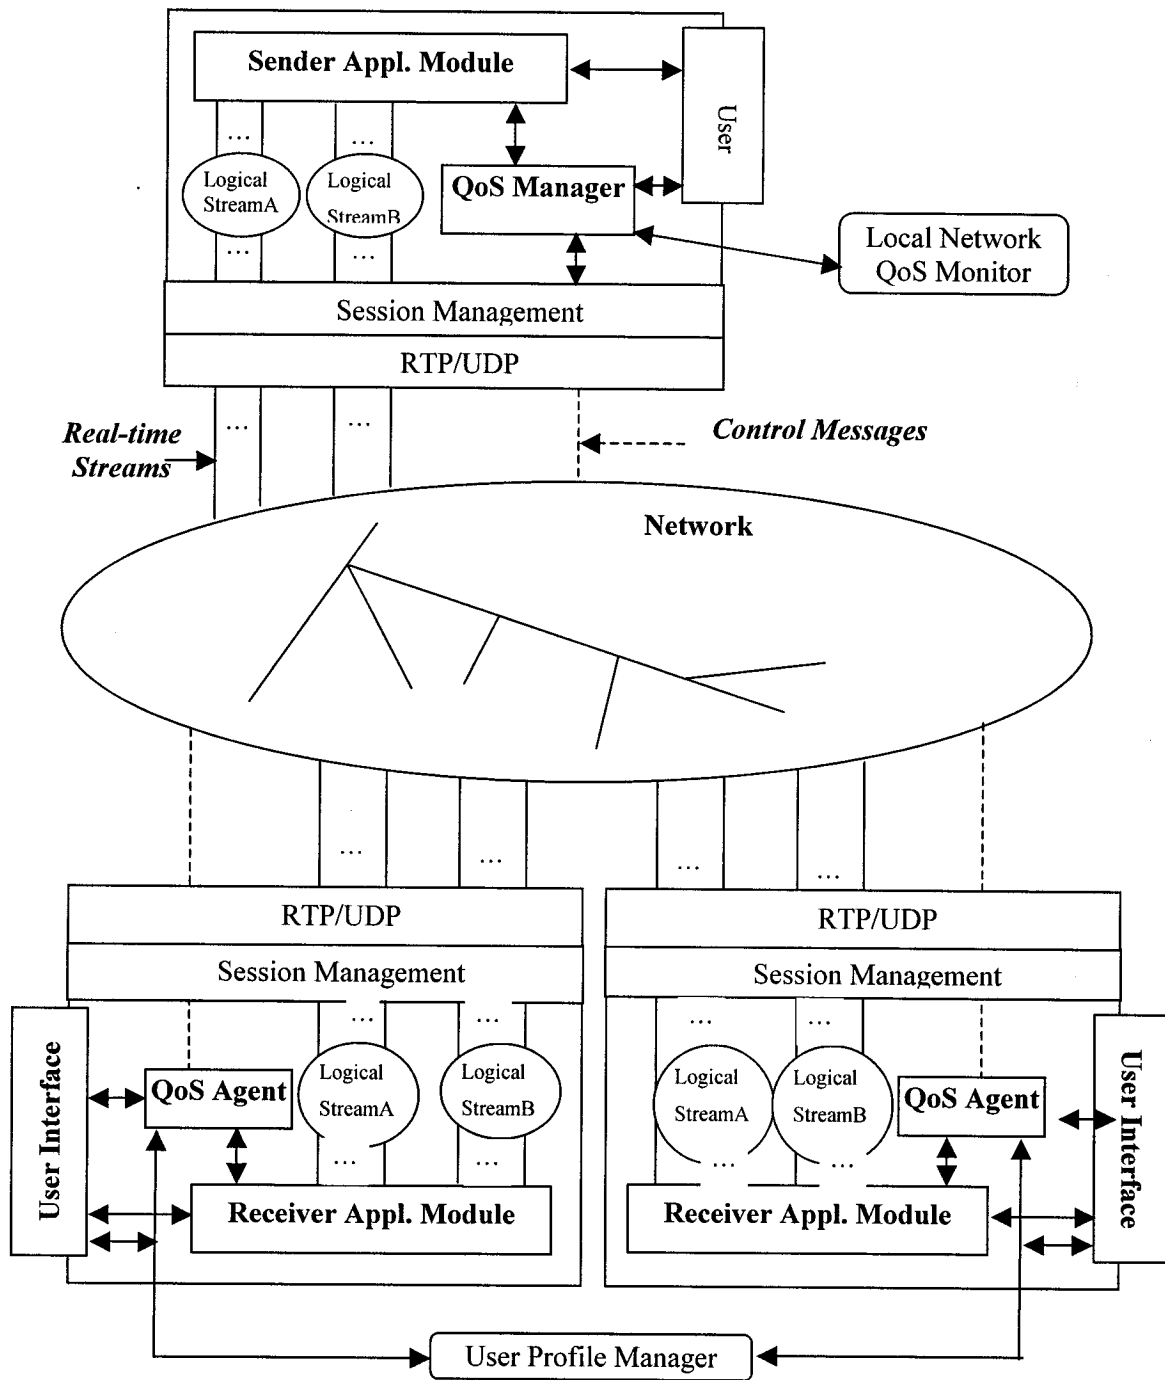 Sender Appl. Module
User
...
...
Logical
StreamA
Logical
StreamB
QoS Manager
...
...
Local Network
QoS Monitor
Session Management
RTP/UDP
...
...
Real-time
Streams
Control Messages
Network
...
...
...
...
RTP/UDP
Session Management
RTP/UDP
Session Management
...
...
...
...
User Interface
QoS Agent
Logical
StreamA
Logical
StreamB
Logical
StreamA
Logical
StreamB
QoS Agent
User Interface
...
...
...
...
Receiver Appl. Module
Receiver Appl. Module
User Profile Manager